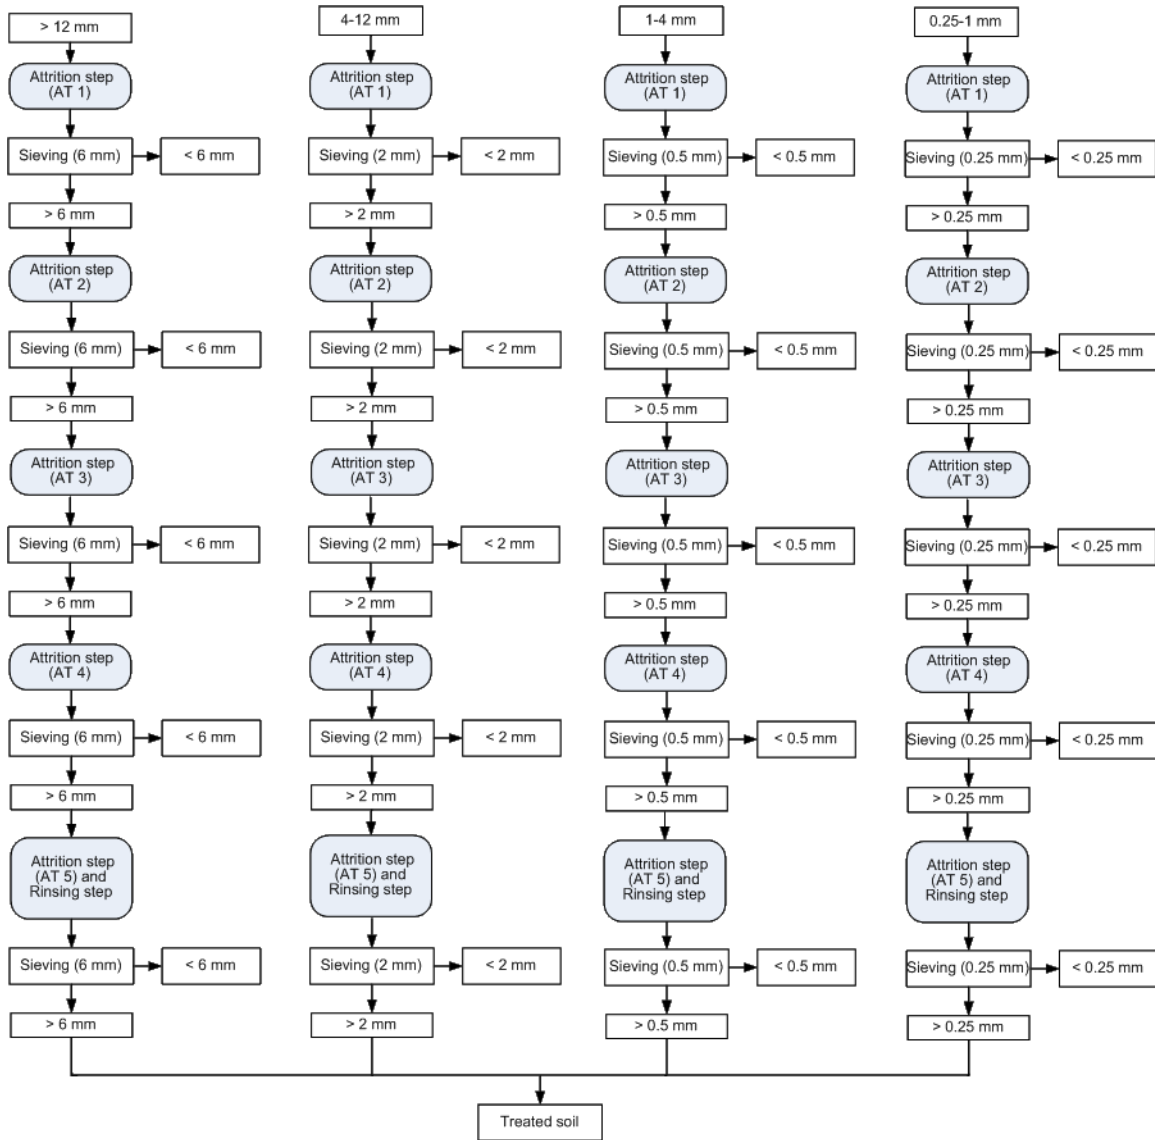 > 12 mm
4-12 mm
1-4 mm
0.25-1 mm
Attrition step
(AT 1)
Attrition step
(AT 1)
Attrition step
(AT 1)
Attrition step
(AT 1)
Sieving (6 mm)
< 6 mm
Sieving (2 mm)
< 2 mm
Sieving (0.5 mm)
< 0.5 mm
Sieving (0.25 mm)
< 0.25 mm
> 6 mm
> 2 mm
> 0.5 mm
> 0.25 mm
Attrition step
(AT 2)
Attrition step
(AT 2)
Attrition step
(AT 2)
Attrition step
(AT 2)
Sieving (6 mm)
< 6 mm
Sieving (2 mm)
< 2 mm
Sieving (0.5 mm)
< 0.5 mm
Sieving (0.25 mm)
< 0.25 mm
> 6 mm
> 2 mm
> 0.5 mm
> 0.25 mm
Attrition step
(AT 3)
Attrition step
(AT 3)
Attrition step
(AT 3)
Attrition step
(AT 3)
Sieving (6 mm)
< 6 mm
Sieving (2 mm)
< 2 mm
Sieving (0.5 mm)
< 0.5 mm
Sieving (0.25 mm)
< 0.25 mm
> 6 mm
> 2 mm
> 0.5 mm
> 0.25 mm
Attrition step
(AT 4)
Attrition step
(AT 4)
Attrition step
(AT 4)
Attrition step
(AT 4)
Sieving (6 mm)
< 6 mm
Sieving (2 mm)
< 2 mm
Sieving (0.5 mm)
< 0.5 mm
Sieving (0.25 mm)
< 0.25 mm
> 6 mm
> 2 mm
> 0.5 mm
> 0.25 mm
Attrition step
(AT 5) and
Rinsing step
Attrition step
(AT 5) and
Rinsing step
Attrition step
(AT 5) and
Rinsing step
Attrition step
(AT 5) and
Rinsing step
Sieving (6 mm)
< 6 mm
Sieving (2 mm)
< 2 mm
Sieving (0.5 mm)
< 0.5 mm
Sieving (0.25 mm)
< 0.25 mm
> 6 mm
> 2 mm
> 0.5 mm
> 0.25 mm
Treated soil